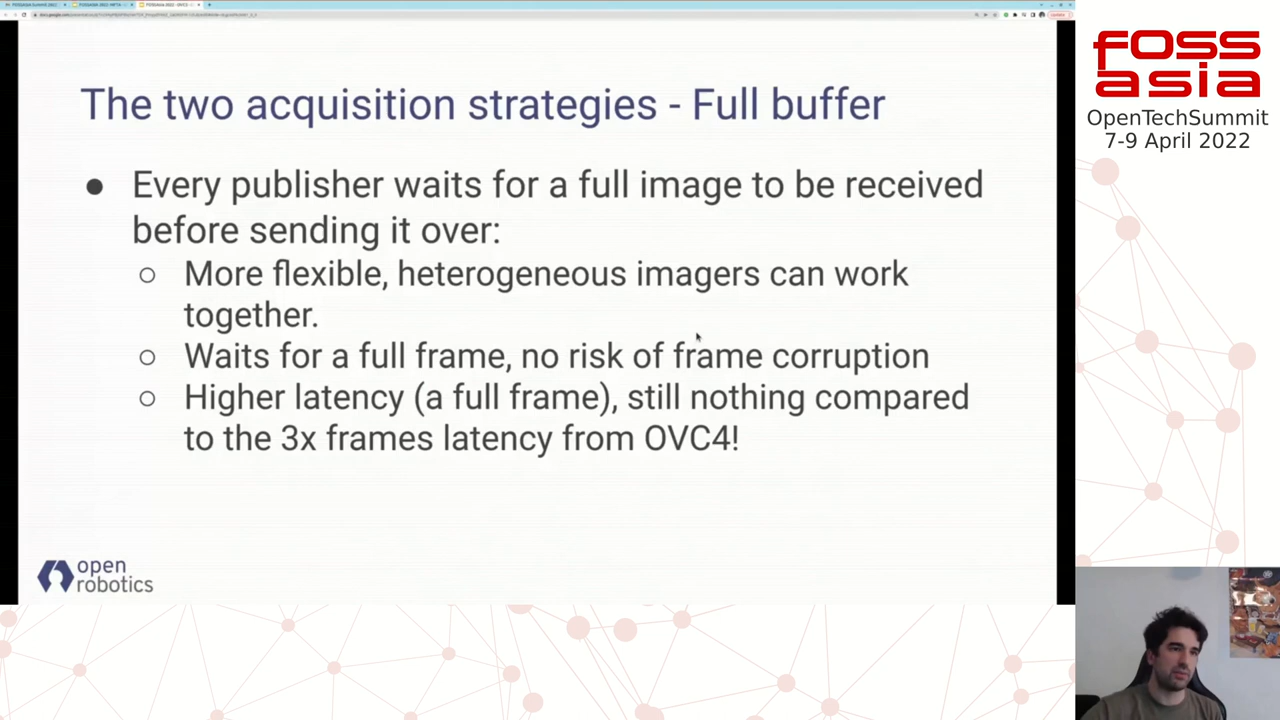 The two acquisition strategies - Full buffer
● Every publisher waits for a full image to be received
before sending it over:
○ More flexible, heterogeneous imagers can work
together.
○ Waits for a full frame, no risk of frame corruption
○ Higher latency (a full frame), still nothing compared
to the 3x frames latency from OVC4!
open
robotics
FOSS
asia
OpenTechSummit
7-9 April 2022